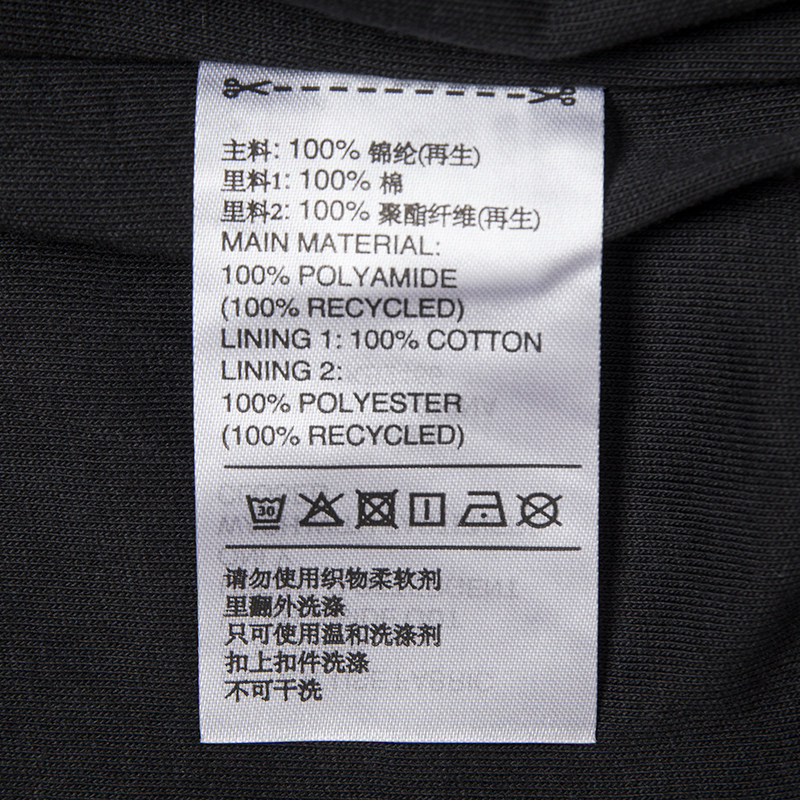 主料: 100% 锦纶(再生)
里料1: 100% 棉
里料2: 100% 聚酯纤维(再生)
MAIN MATERIAL:
100% POLYAMIDE
(100% RECYCLED)
LINING 1: 100% COTTON
LINING 2:
100% POLYESTER
(100% RECYCLED)
30
请勿使用织物柔软剂
里翻外洗涤
只可使用温和洗涤剂
扣上扣件洗涤
不可干洗